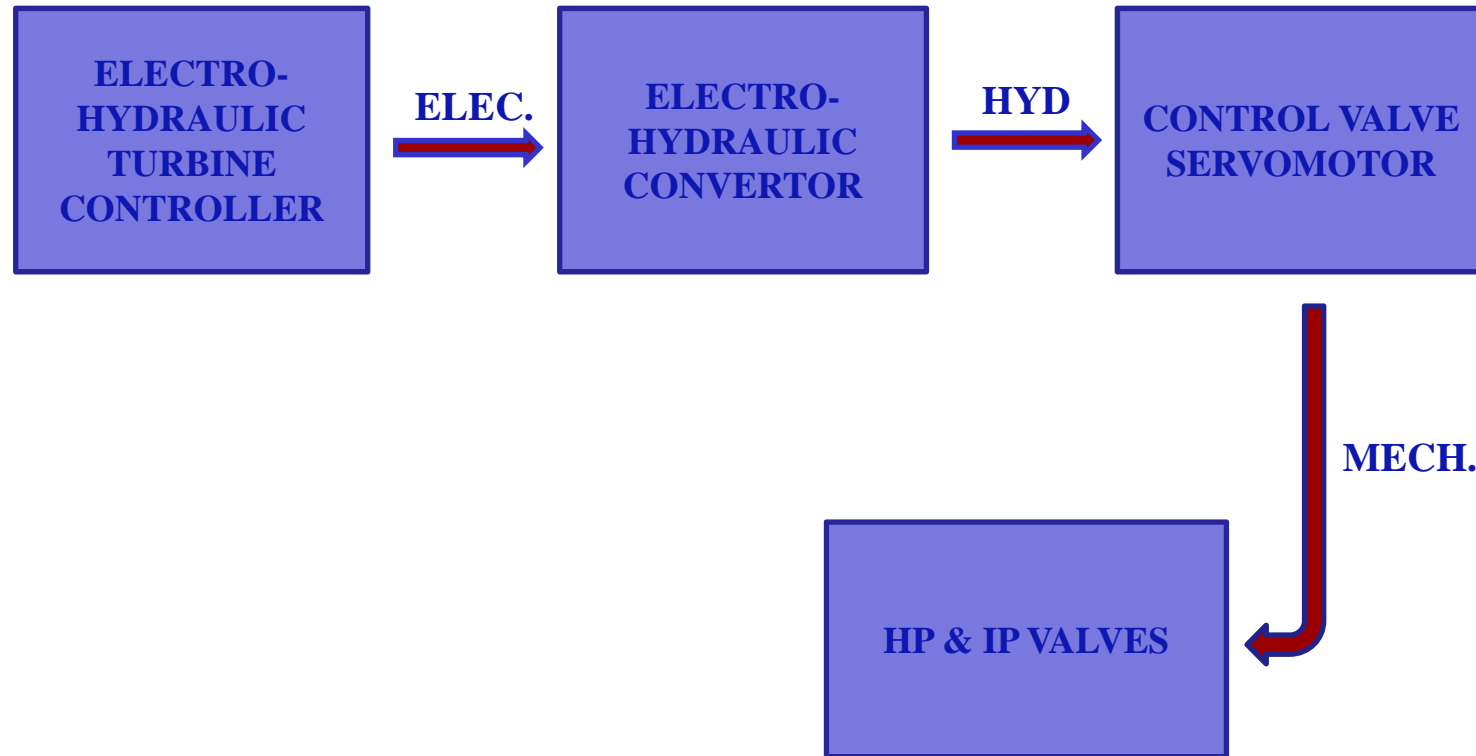 ELECTRO-
HYDRAULIC
TURBINE
CONTROLLER
ELEC.
ELECTRO-
HYDRAULIC
CONVERTOR
HYD
CONTROL VALVE
SERVOMOTOR
MECH.
HP & IP VALVES